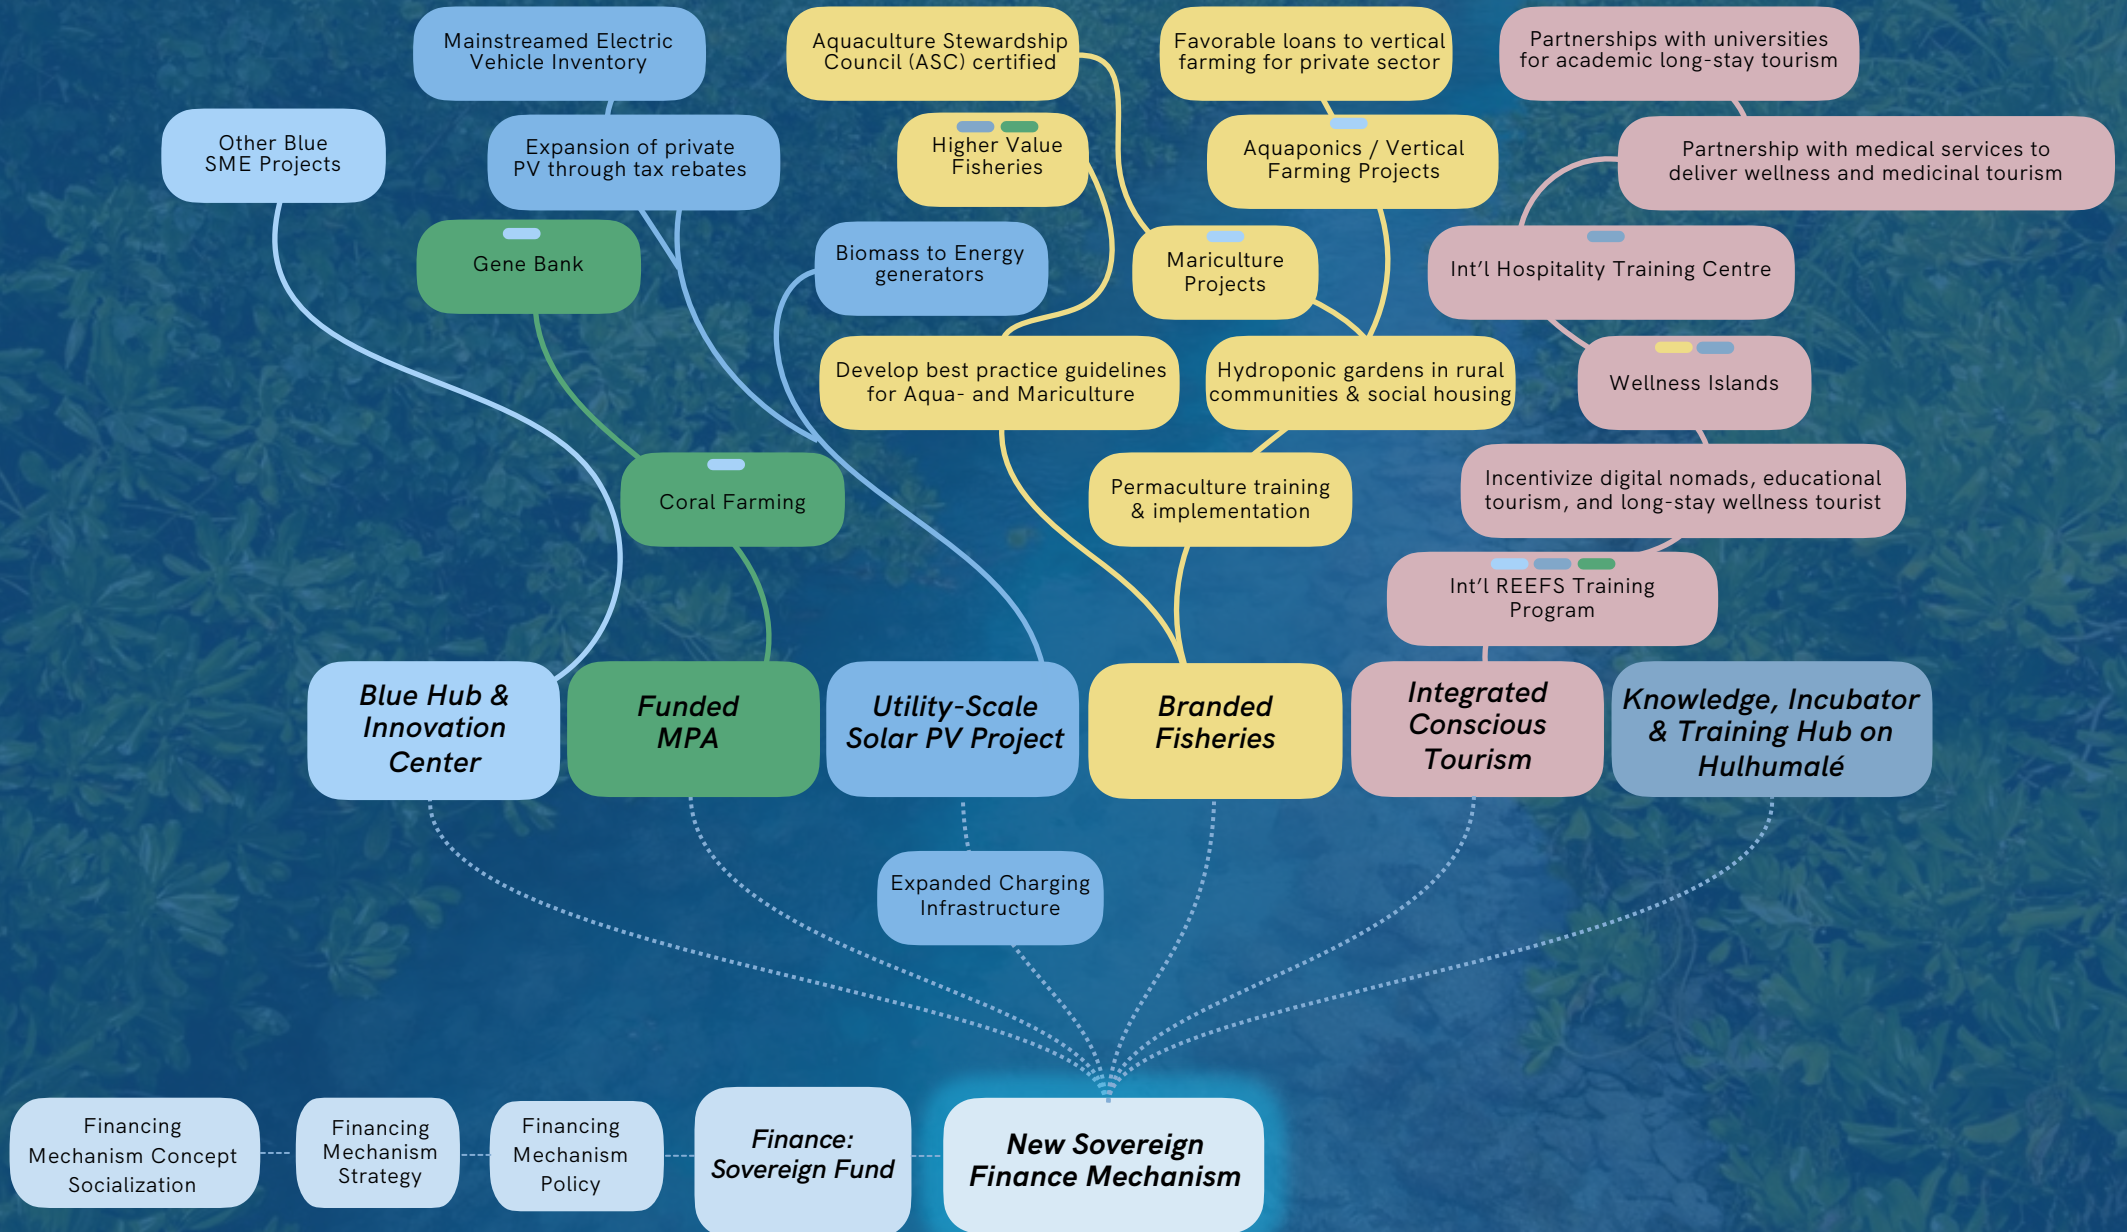 Mainstreamed Electric
Vehicle Inventory
Aquaculture Stewardship
Council (ASC) certified
Favorable loans to vertical
farming for private sector
Partnerships with universities
for academic long-stay tourism
Other Blue
SME Projects
Expansion of private
PV through tax rebates
Higher Value
Fisheries
Aquaponics / Vertical
Farming Projects
Partnership with medical services to
deliver wellness and medicinal tourism
Gene Bank
Biomass to Energy
generators
Mariculture
Projects
Int’l Hospitality Training Centre
Develop best practice guidelines
for Aqua- and Mariculture
Hydroponic gardens in rural
communities & social housing
Wellness Islands
Coral Farming
Permaculture training
& implementation
Incentivize digital nomads, educational
tourism, and long-stay wellness tourist
Int’l REEFS Training
Program
Blue Hub &
Innovation
Center
Funded
MPA
Utility-Scale
Solar PV Project
Branded
Fisheries
Integrated
Conscious
Tourism
Knowledge, Incubator
& Training Hub on
Hulhumalé
Expanded Charging
Infrastructure
Financing
Mechanism Concept
Socialization
Financing
Mechanism
Strategy
Financing
Mechanism
Policy
Finance:
Sovereign Fund
New Sovereign
Finance Mechanism